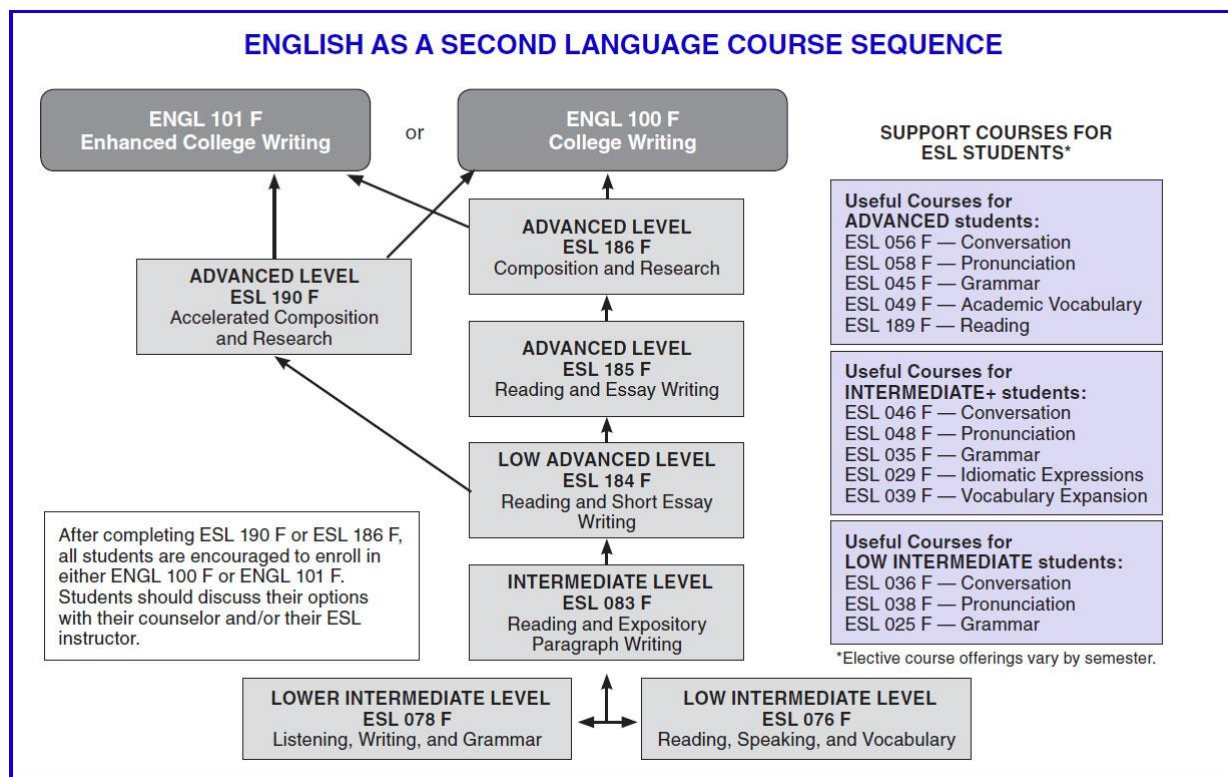 ENGLISH AS A SECOND LANGUAGE COURSE SEQUENCE
ENGL 101 F
Enhanced College Writing
or
ENGL 100 F
College Writing
ADVANCED LEVEL
ESL 186 F
Composition and Research
ADVANCED LEVEL
ESL 190 F
Accelerated Composition
and Research
ADVANCED LEVEL
ESL 185 F
Reading and Essay Writing
LOW ADVANCED LEVEL
ESL 184 F
Reading and Short Essay
Writing
After completing ESL 190 F or ESL 186 F,
all students are encouraged to enroll in
either ENGL 100 F or ENGL 101 F.
Students should discuss their options
with their counselor and/or their ESL
instructor.
INTERMEDIATE LEVEL
ESL 083 F
Reading and Expository
Paragraph Writing
LOWER INTERMEDIATE LEVEL
ESL 078 F
Listening, Writing, and Grammar
LOW INTERMEDIATE LEVEL
ESL 076 F
Reading, Speaking, and Vocabulary
SUPPORT COURSES FOR
ESL STUDENTS*
Useful Courses for
ADVANCED students:
ESL 056 F — Conversation
ESL 058 F — Pronunciation
ESL 045 F — Grammar
ESL 049 F — Academic Vocabulary
ESL 189 F — Reading
Useful Courses for
INTERMEDIATE+ students:
ESL 046 F — Conversation
ESL 048 F — Pronunciation
ESL 035 F — Grammar
ESL 029 F — Idiomatic Expressions
ESL 039 F — Vocabulary Expansion
Useful Courses for
LOW INTERMEDIATE students:
ESL 036 F — Conversation
ESL 038 F — Pronunciation
ESL 025 F — Grammar
*Elective course offerings vary by semester.